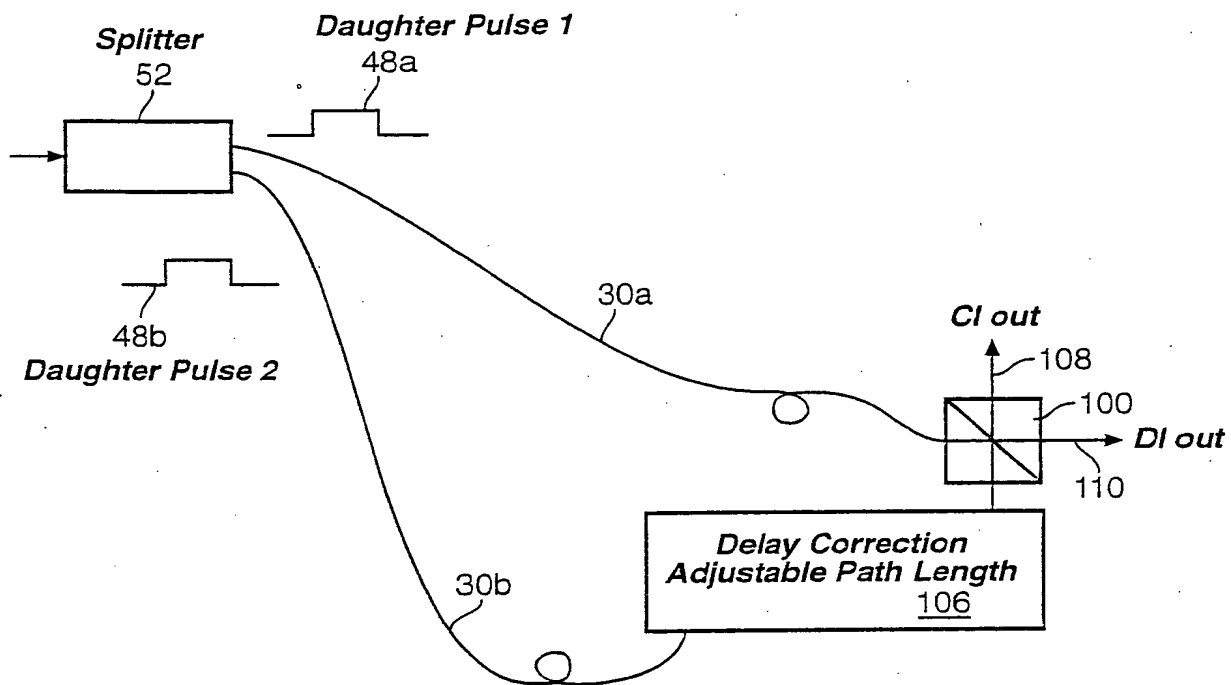 Splitter
52
Daughter Pulse 1
48a
48b
Daughter Pulse 2
30a
CI out
108
100
DI out
110
Delay Correction
Adjustable Path Length
106
30b